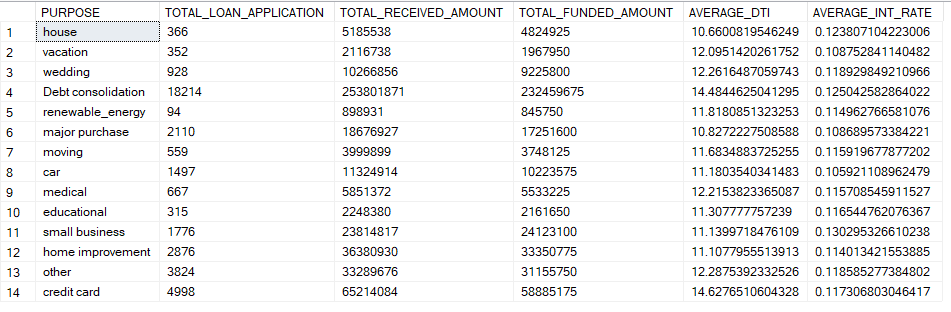 PURPOSE TOTAL_LOAN_APPLICATION TOTAL_RECEIVED_AMOUNT TOTAL_FUNDED_AMOUNT AVERAGE_DTI AVERAGE_INT_RATE
1 house 366 5185538 4824925 10.6600819546249 0.123807104223006
2 vacation 352 2116738 1967950 12.0951420261752 0.108752841140482
3 wedding 928 10266856 9225800 12.2616487059743 0.118929849210966
4 Debt consolidation 18214 253801871 232459675 14.4844625041295 0.125042582864022
5 renewable_energy 94 898931 845750 11.8180851323253 0.114962766581076
6 major purchase 2110 18676927 17251600 10.8272227508588 0.108689573384221
7 moving 559 3999899 3748125 11.6834883725255 0.115919677877202
8 car 1497 11324914 10223575 11.1803540341483 0.105921108962479
9 medical 667 5851372 5533225 12.2153823365087 0.115708545911527
10 educational 315 2248380 2161650 11.307777757239 0.116544762076367
11 small business 1776 23814817 24123100 11.1399718476109 0.130295326610238
12 home improvement 2876 36380930 33350775 11.1077955513913 0.114013421553885
13 other 3824 33289676 31155750 12.2875392332526 0.118585277384802
14 credit card 4998 65214084 58885175 14.6276510604328 0.117306803046417